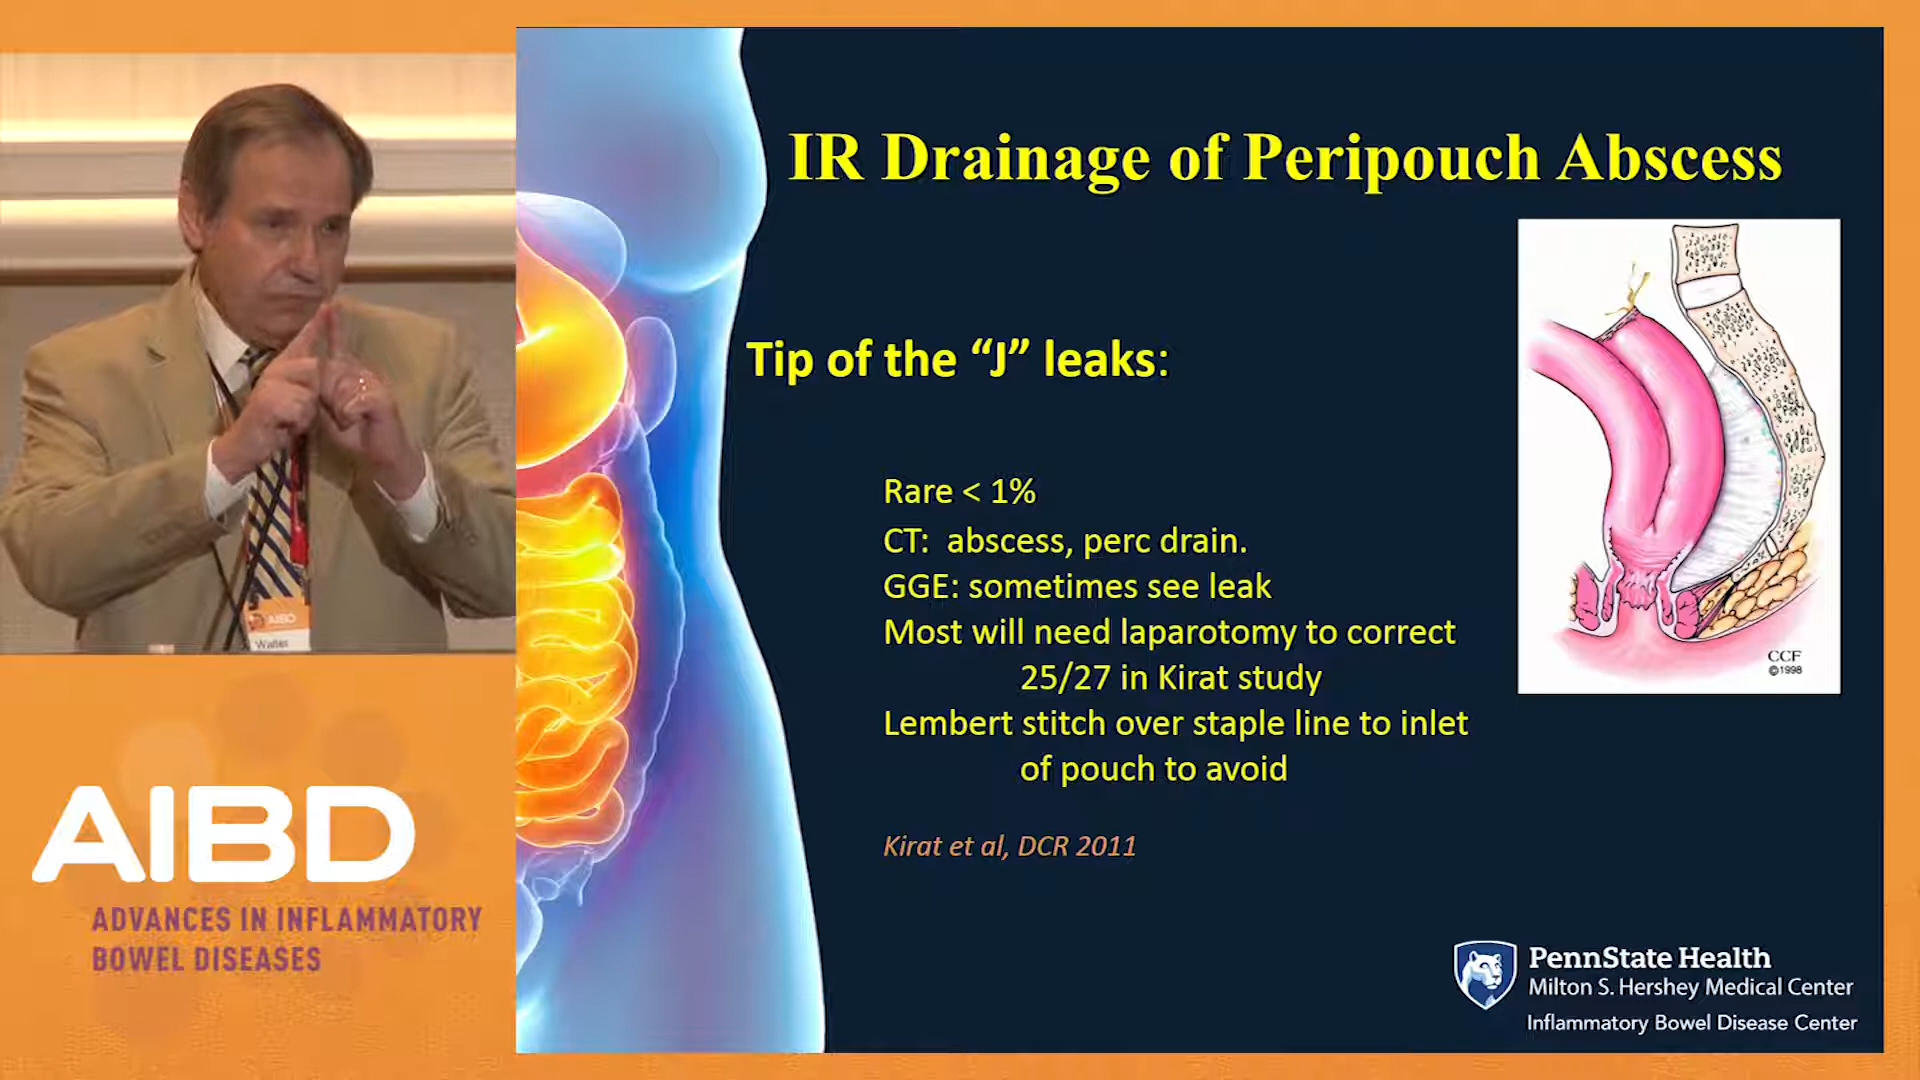 IR Drainage of Peripouch Abscess
Tip of the “J” leaks:
Rare < 1%
CT:  abscess, perc drain.
GGE: sometimes see leak
Most will need laparotomy to correct
25/27 in Kirat study
Lembert stitch over staple line to inlet
of pouch to avoid
Kirat et al, DCR 2011
CCF
©1998
AIBD
Walter
AIBD
ADVANCES IN INFLAMMATORY
BOWEL DISEASES
PennState Health
Milton S. Hershey Medical Center
Inflammatory Bowel Disease Center